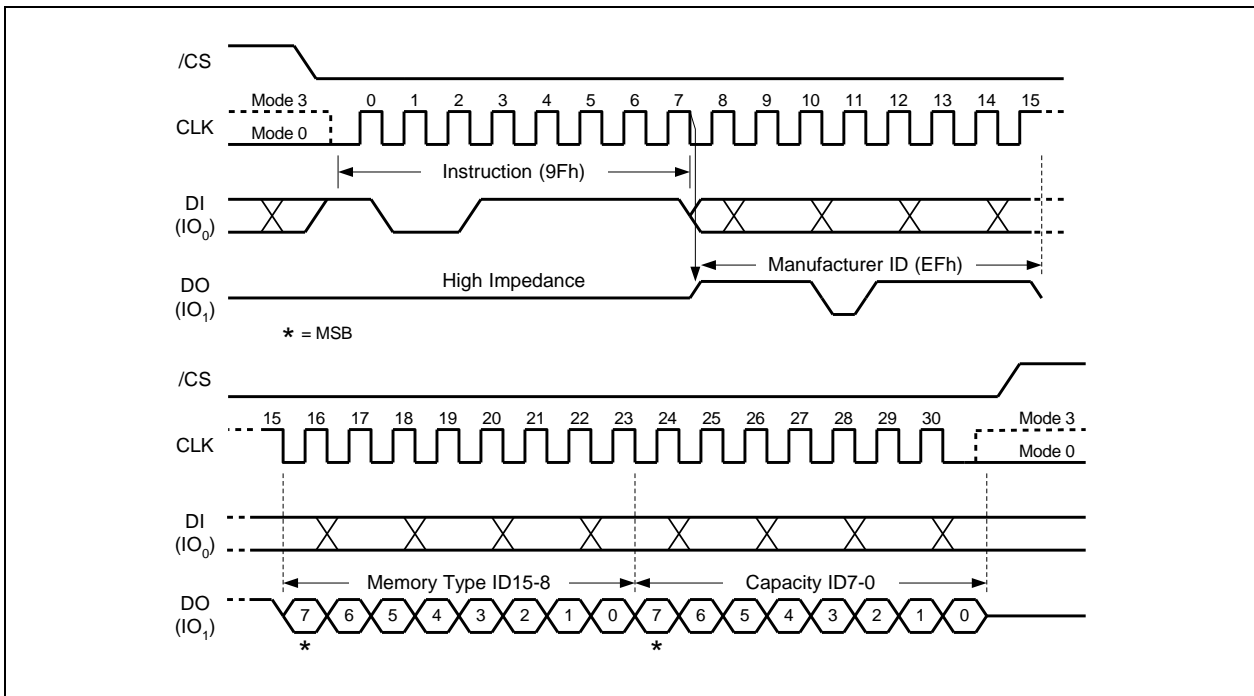 /CS
Mode 3 0 1 2 3 4 5 6 7 8 9 10 11 12 13 14 15
CLK
Mode 0
Instruction (9Fh)
DI
(IO0)
Manufacturer ID (EFh)
High Impedance
DO
(IO1)
* = MSB
/CS
15 16 17 18 19 20 21 22 23 24 25 26 27 28 29 30 Mode 3
CLK
Mode 0
DI
(IO0)
Memory Type ID15-8 Capacity ID7-0
DO
(IO1)
7 6 5 4 3 2 1 0 7 6 5 4 3 2 1 0
* *